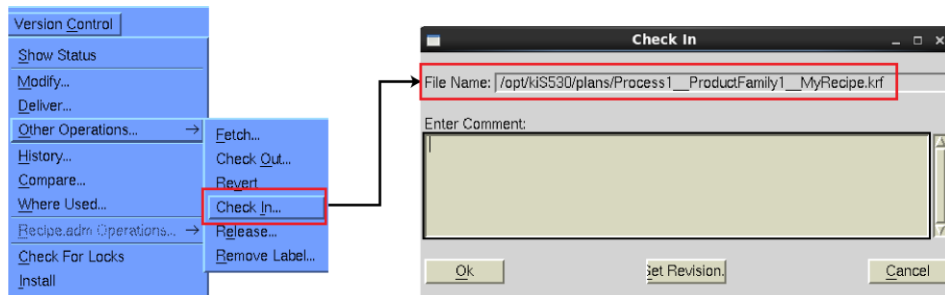 Version Control
Show Status
Modify...
Deliver...
Other Operations... →
History...
Compare...
Where Used...
Recipe.adm Operations... →
Check For Locks
Install
Fetch...
Check Out...
Revert
Check In...
Release...
Remove Label...
Check In
File Name: /opt/kiS530/plans/Process1__ProductFamily1__MyRecipe.krf
Enter Comment:
Ok
Set Revision.
Cancel